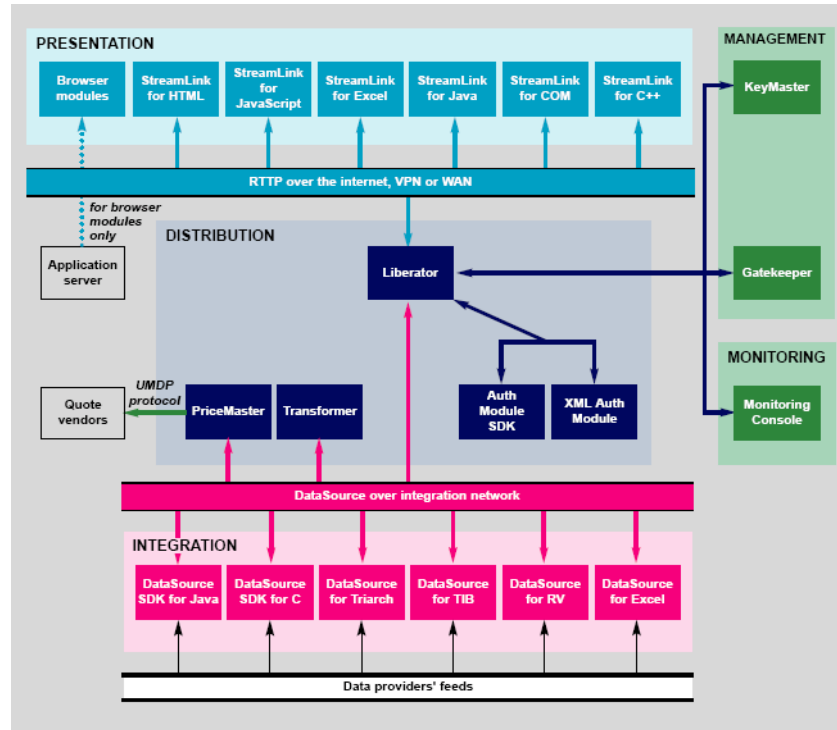 PRESENTATION
MANAGEMENT
Browser
modules
StreamLink
for HTML
StreamLink
for
JavaScript
StreamLink
for Excel
StreamLink
for Java
StreamLink
for COM
StreamLink
for C++
KeyMaster
RTTP over the internet, VPN or WAN
for browser
modules
only
DISTRIBUTION
Application
server
Liberator
Gatekeeper
MONITORING
UMDP
protocol
Quote
vendors
PriceMaster
Transformer
Auth
Module
SDK
XML Auth
Module
Monitoring
Console
DataSource over integration network
INTEGRATION
DataSource
SDK for Java
DataSource
SDK for C
DataSource
for Triarch
DataSource
for TIB
DataSource
for RV
DataSource
for Excel
Data providers' feeds